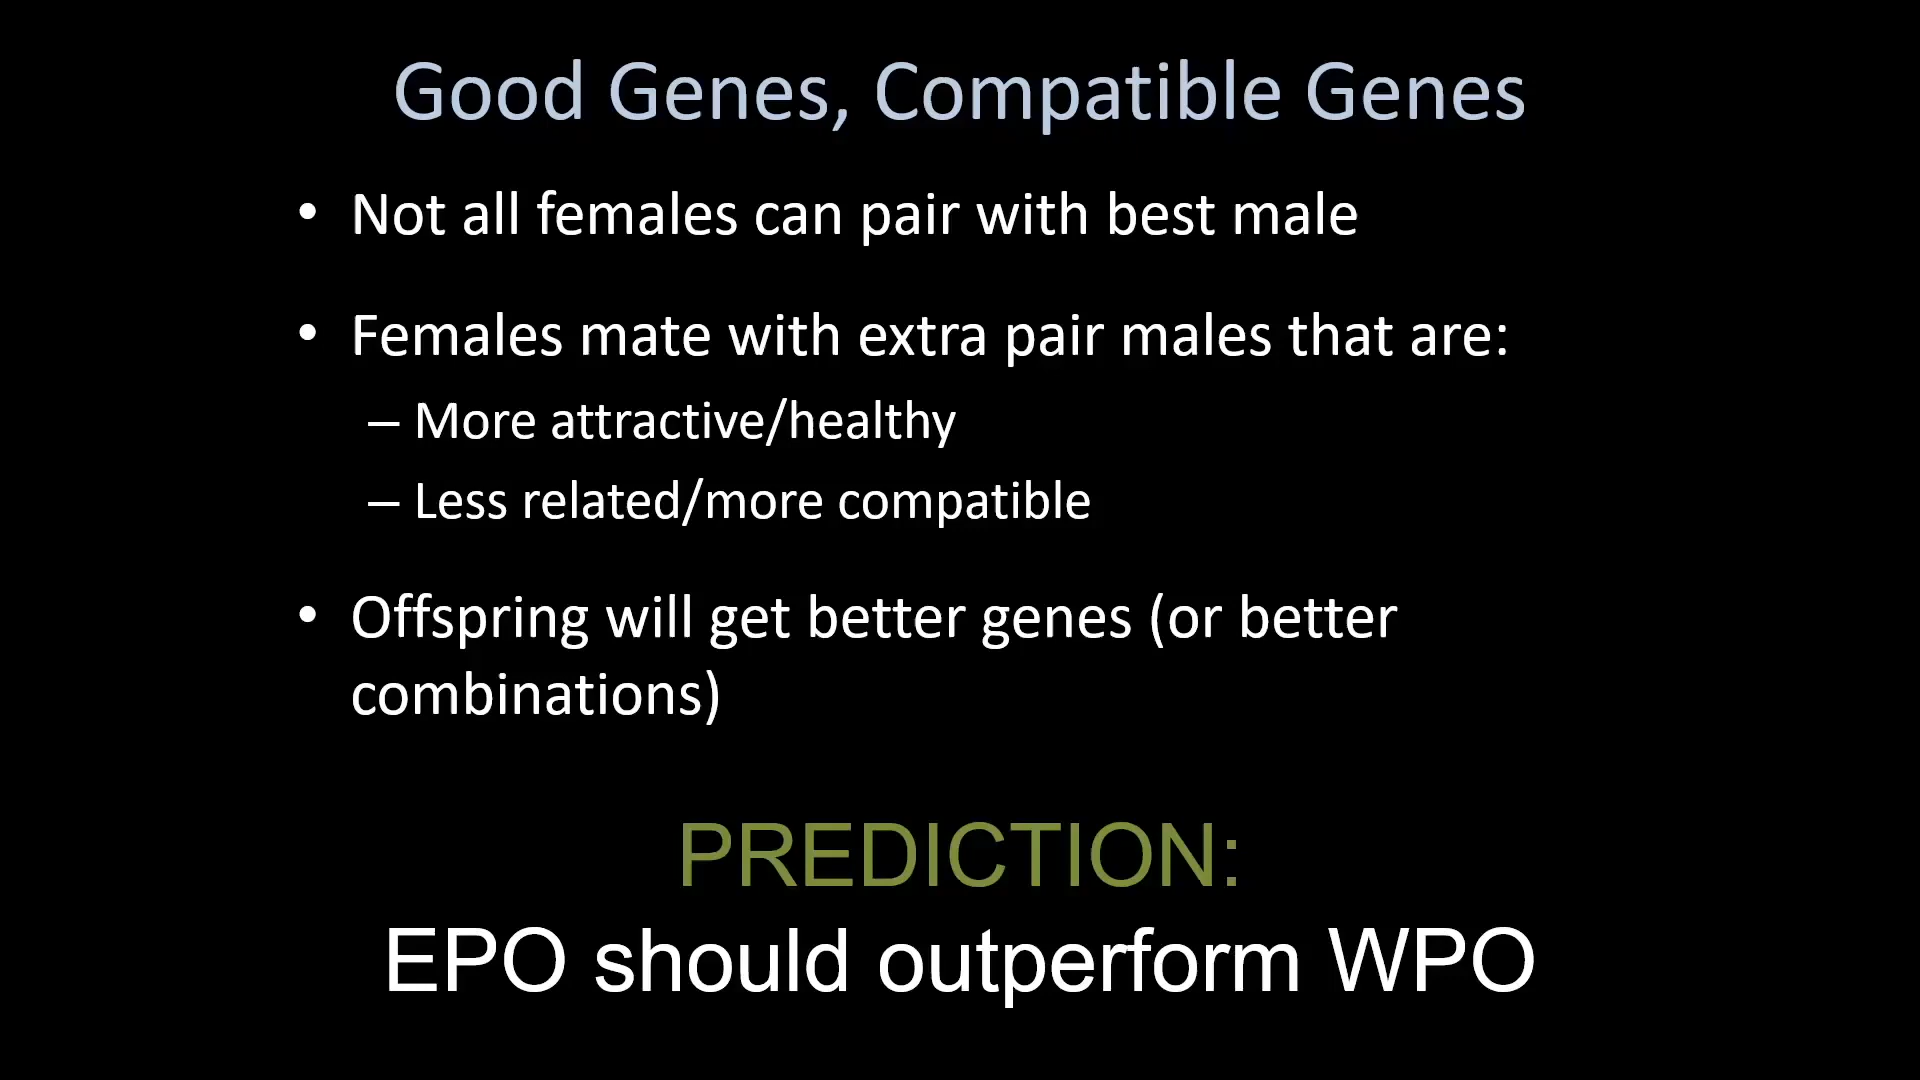 Good Genes, Compatible Genes
• Not all females can pair with best male
• Females mate with extra pair males that are:
– More attractive/healthy
– Less related/more compatible
• Offspring will get better genes (or better
combinations)
PREDICTION:
EPO should outperform WPO